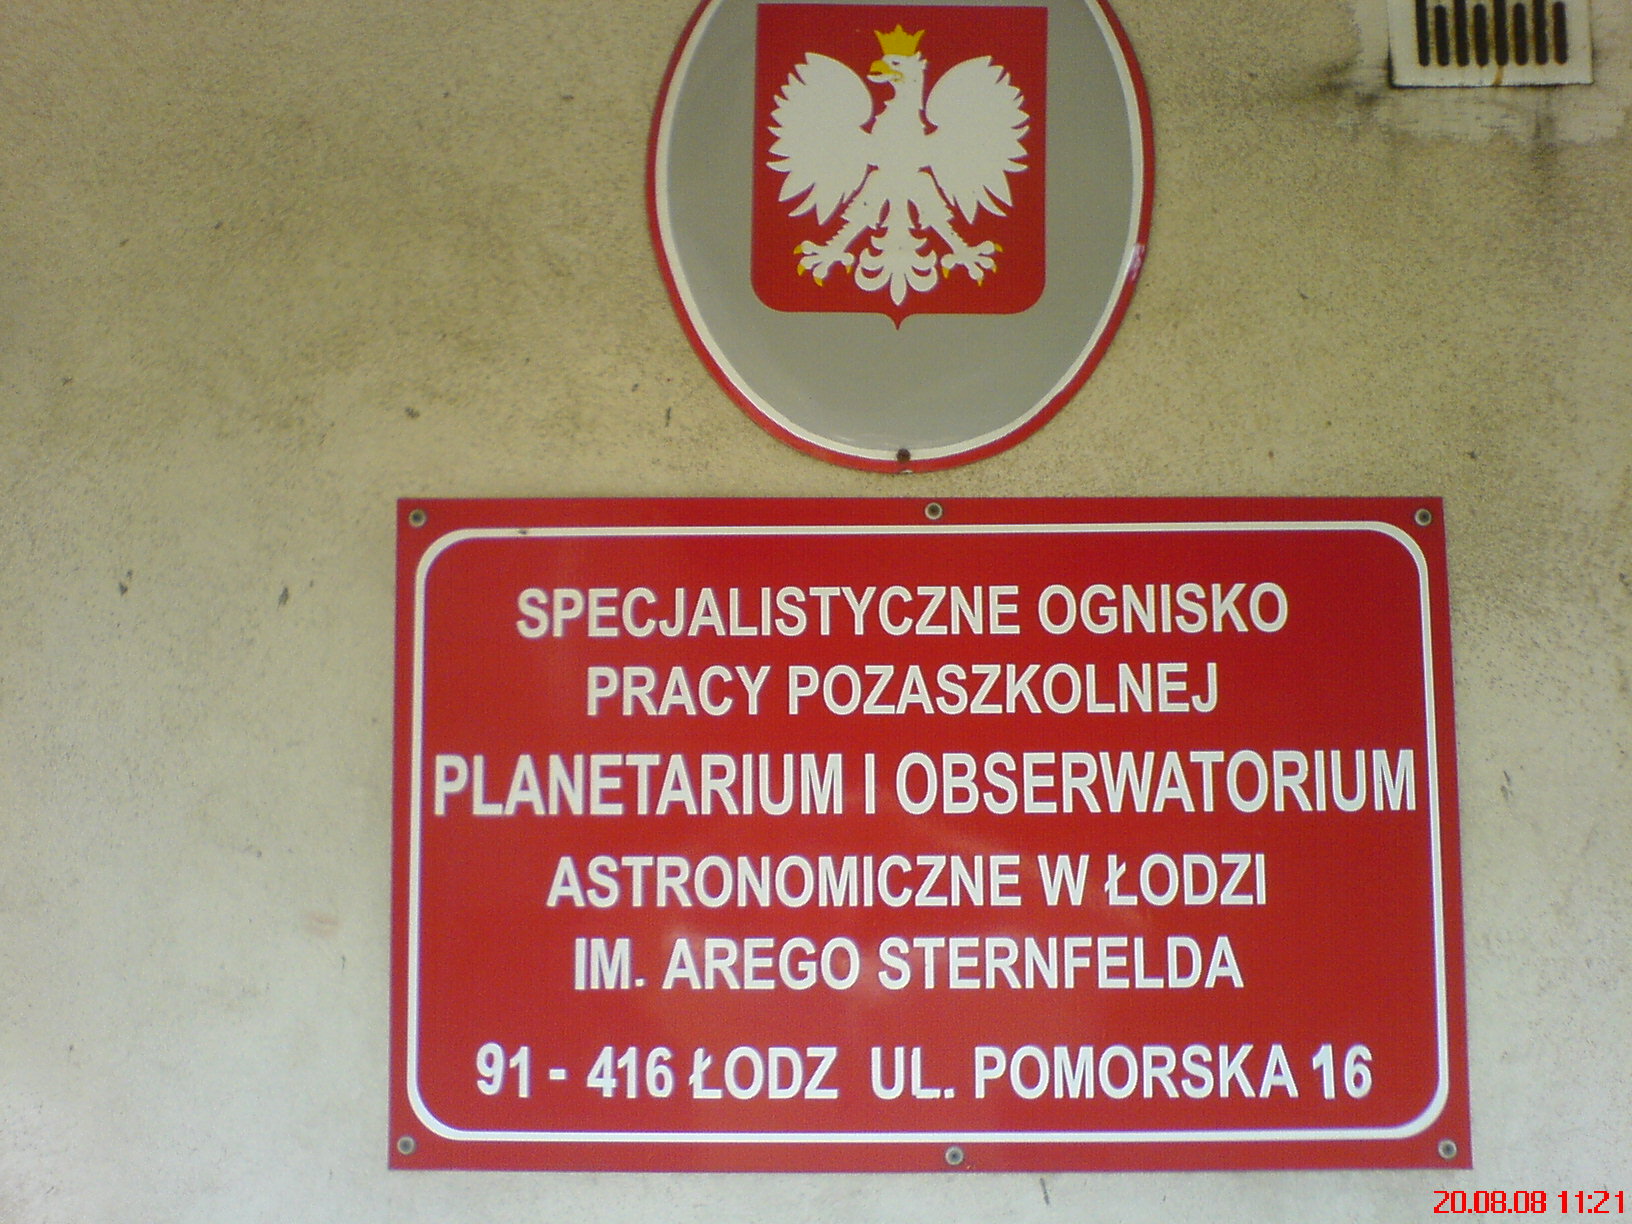 SPECJALISTYCZNE OGNISKO
PRACY POZASZKOLNEJ
PLANETARIUM I OBSERWATORIUM
ASTRONOMICZNE W ŁODZI
IM. AREGO STERNFELDA
91 - 416 ŁODZ UL. POMORSKA 16
20.08.08 11:21